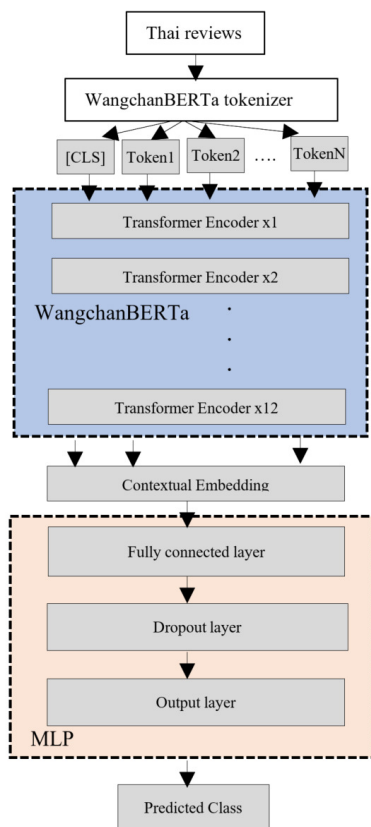 Thai reviews
WangchanBERTa tokenizer
[CLS] Token1 Token2 .... TokenN
Transformer Encoder x1
Transformer Encoder x2
WangchanBERTa
Transformer Encoder x12
Contextual Embedding
Fully connected layer
Dropout layer
Output layer
MLP
Predicted Class